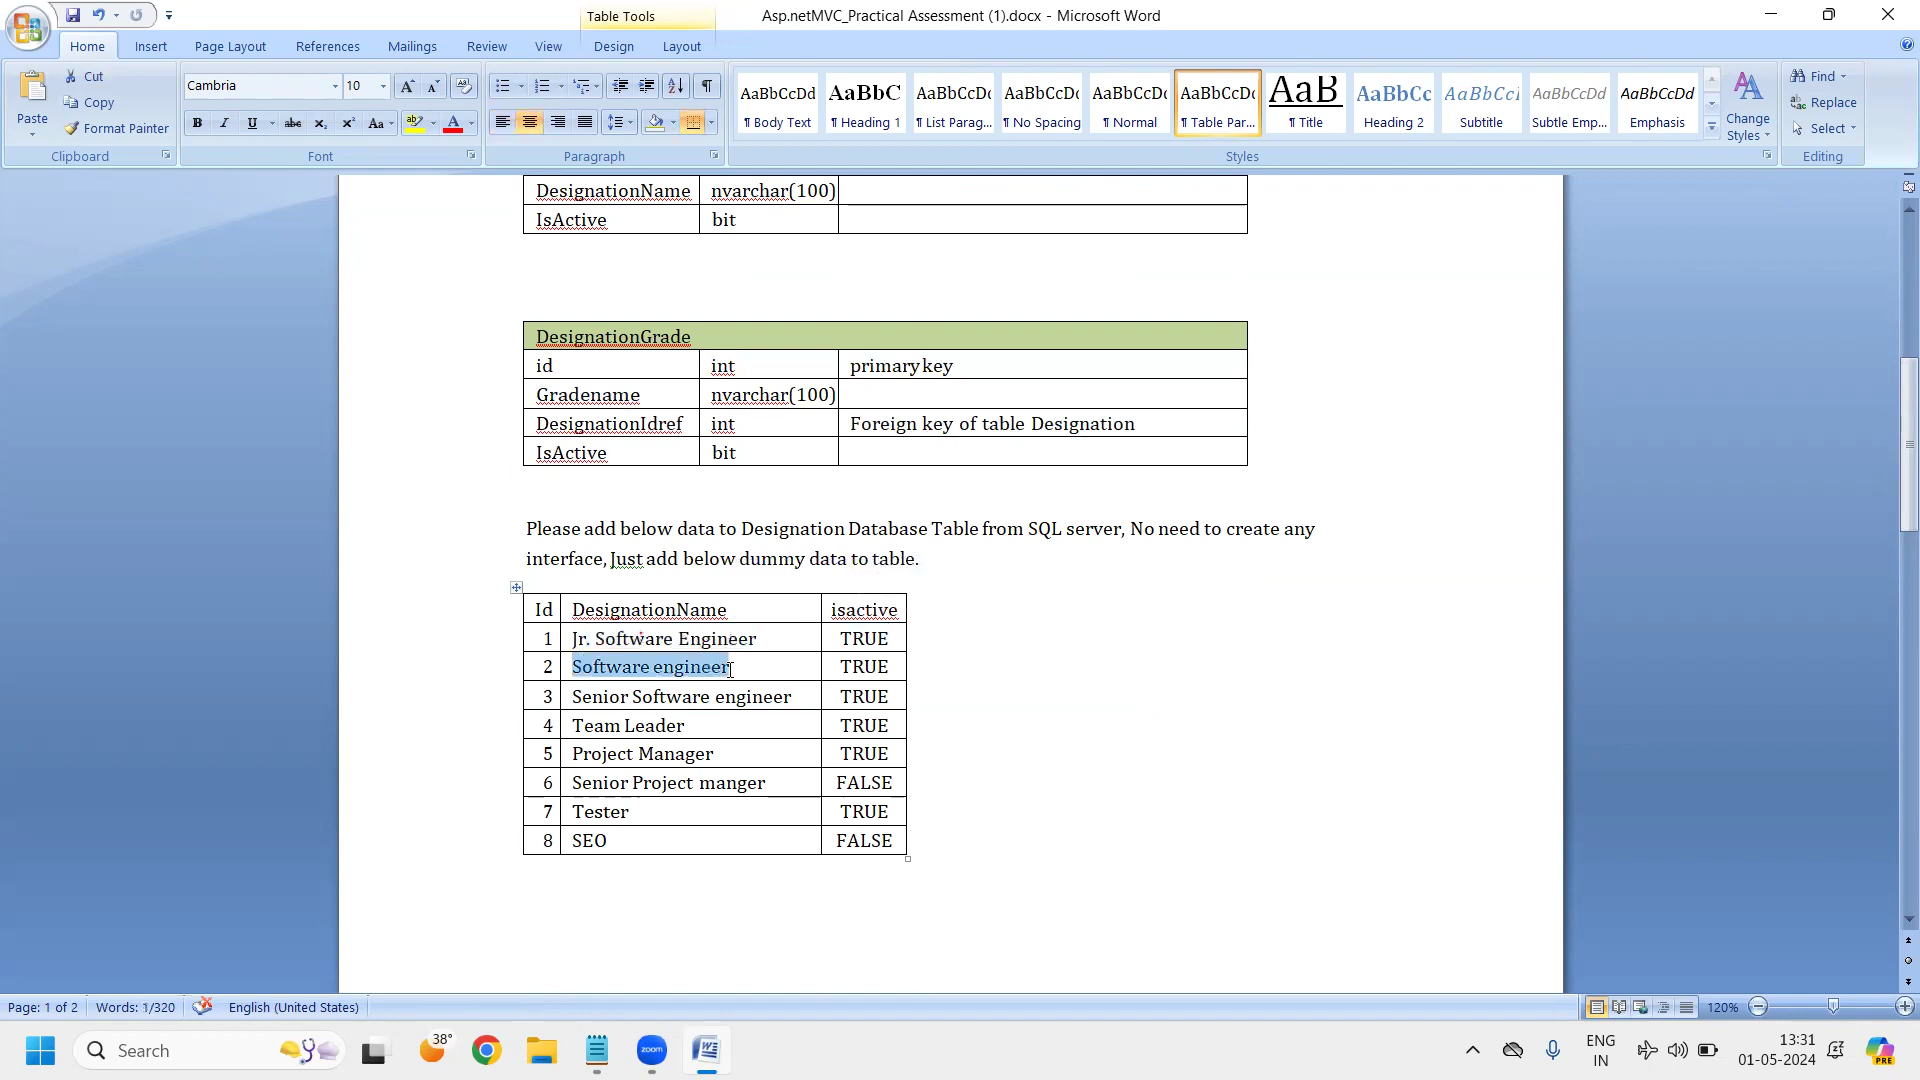 Table Tools
Asp.netMVC_Practical Assessment (1).docx - Microsoft Word
Home
Insert
Page Layout
References
Mailings
Review
View
Design
Layout
Paste
Cut
Copy
Format Painter
Clipboard
Cambria
10
Font
Paragraph
AaBbCcDd
¶ Body Text
AaBbC
¶ Heading 1
AaBbCcDc
¶ List Parag...
AaBbCcDc
¶ No Spacing
AaBbCcDc
¶ Normal
AaBbCcDc
¶ Table Par...
AaB
¶ Title
AaBbCc
Heading 2
AaBbCcI
Subtitle
AaBbCcDd
Subtle Emp...
AaBbCcDd
Emphasis
Styles
Change
Styles
Find
Replace
Select
Editing
DesignationName nvarchar(100)
IsActive bit
DesignationGrade
id int primary key
Gradename nvarchar(100)
DesignationIdref int Foreign key of table Designation
IsActive bit
Please add below data to Designation Database Table from SQL server, No need to create any
interface, Just add below dummy data to table.
Id DesignationName isactive
1 Jr. Software Engineer TRUE
2 Software engineer TRUE
3 Senior Software engineer TRUE
4 Team Leader TRUE
5 Project Manager TRUE
6 Senior Project manger FALSE
7 Tester TRUE
8 SEO FALSE
Page: 1 of 2
Words: 1/320
English (United States)
120%
Search
38°
zoom
ENG
IN
13:31
01-05-2024
PRE